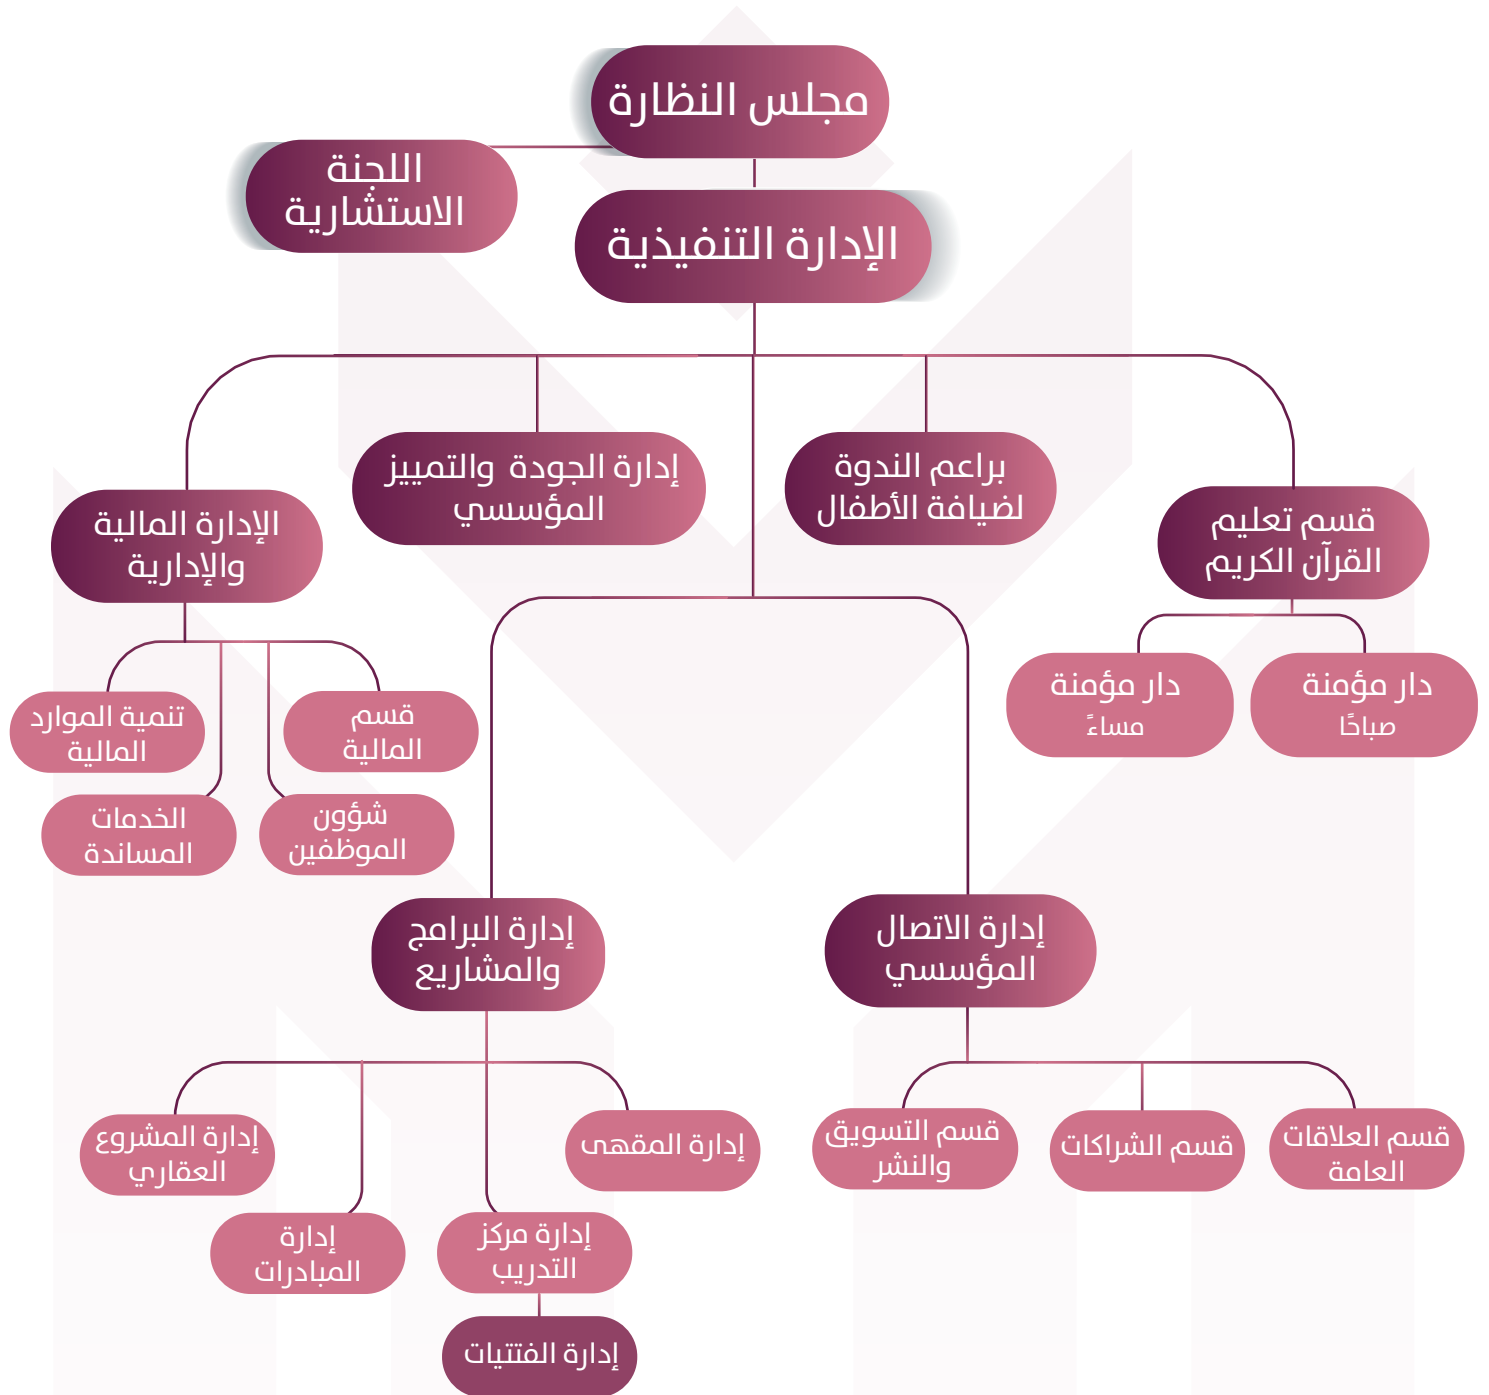 مجلس النظارة
اللجنة
الاستشارية
الإدارة التنفيذية
براعم الندوة
لضيافة الأطفال
إدارة الجودة والتمييز
المؤسسي
قسم تعليم
القرآن الكريم
الإدارة المالية
والإدارية
دار مؤمنة
صباحًا
دار مؤمنة
مساءً
قسم
المالية
تنمية الموارد
المالية
شؤون
الموظفين
الخدمات
المساندة
إدارة الاتصال
المؤسسي
إدارة البرامج
والمشاريع
قسم العلاقات
العامة
قسم الشراكات
قسم التسويق
والنشر
إدارة المقهى
إدارة المشروع
العقاري
إدارة مركز
التدريب
إدارة
المبادرات
إدارة الفتتيات